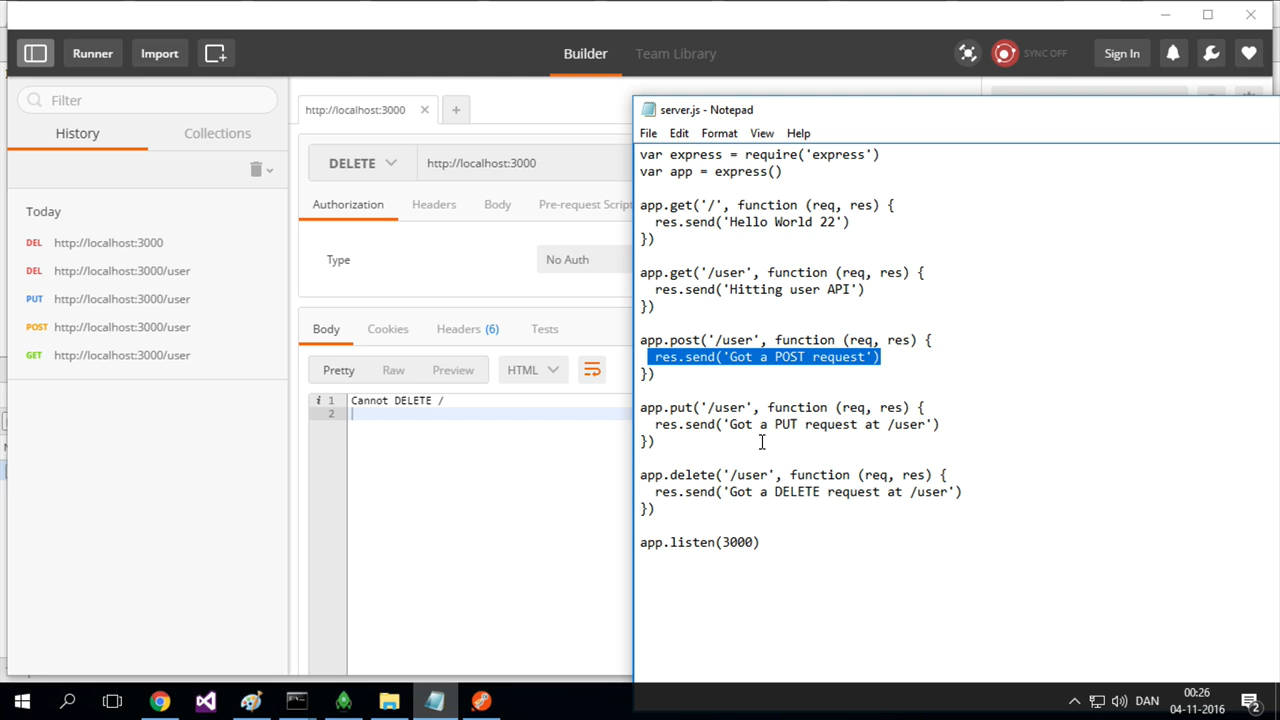 Runner
Import
Builder
Team Library
SYNC OFF
Sign In
Filter
History
Collections
Today
DEL http://localhost:3000
DEL http://localhost:3000/user
PUT http://localhost:3000/user
POST http://localhost:3000/user
GET http://localhost:3000/user
http://localhost:3000
DELETE
http://localhost:3000
Authorization
Headers
Body
Pre-request Scrip
Type
No Auth
Body
Cookies
Headers (6)
Tests
Pretty
Raw
Preview
HTML
i 1 Cannot DELETE /
2
server.js - Notepad
File Edit Format View Help
var express = require('express')
var app = express()
app.get('/', function (req, res) {
res.send('Hello World 22')
})
app.get('/user', function (req, res) {
res.send('Hitting user API')
})
app.post('/user', function (req, res) {
res.send('Got a POST request')
})
app.put('/user', function (req, res) {
res.send('Got a PUT request at /user')
})
app.delete('/user', function (req, res) {
res.send('Got a DELETE request at /user')
})
app.listen(3000)
DAN
00:26
04-11-2016
2